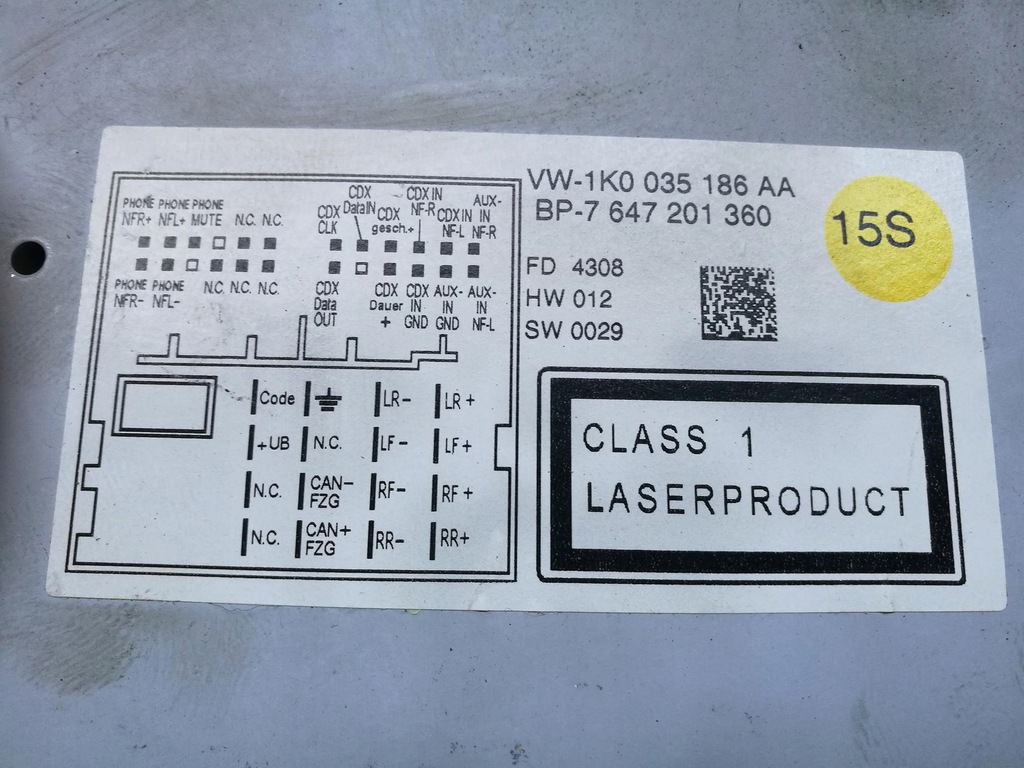 PHONE PHONE PHONE
NFR+ NFL+ MUTE N.C. N.C.
PHONE PHONE N.C. N.C. N.C.
NFR- NFL-
CDX CLK
CDX DataIN
CDX gesch.+
CDX IN NF-R
CDX IN NF-L
AUX- IN NF-R
CDX Data OUT
CDX Dauer +
CDX IN GND
AUX- IN GND
AUX- IN NF-L
Code LR- LR+
+UB N.C. LF- LF+
N.C. CAN- FZG RF- RF+
N.C. CAN+ FZG RR- RR+
VW-1K0 035 186 AA
BP-7 647 201 360
FD 4308
HW 012
SW 0029
15S
CLASS 1
LASERPRODUCT